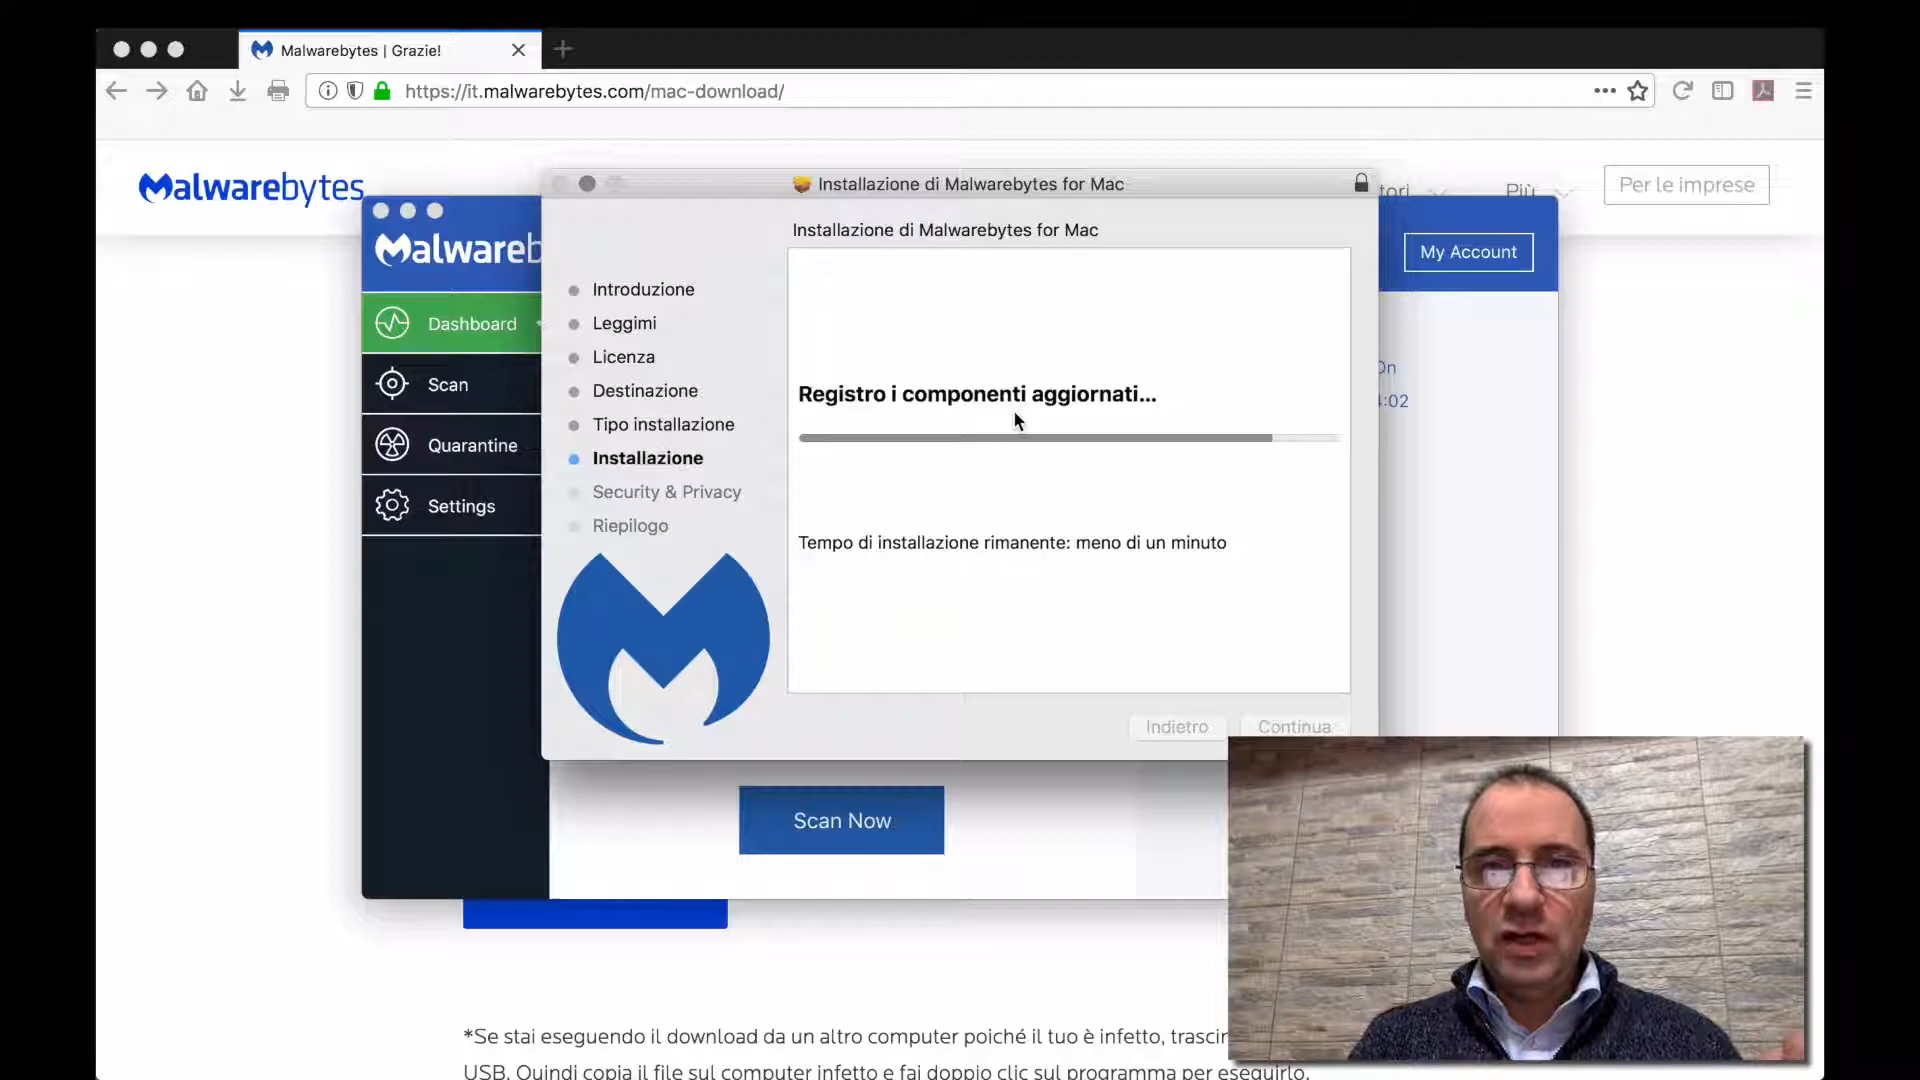 Malwarebytes | Grazie!
https://it.malwarebytes.com/mac-download/
Malwarebytes
Più
Per le imprese
Installazione di Malwarebytes for Mac
My Account
Installazione di Malwarebytes for Mac
Dashboard
Scan
Quarantine
Settings
Introduzione
Leggimi
Licenza
Destinazione
Tipo installazione
Installazione
Security & Privacy
Riepilogo
Registro i componenti aggiornati...
Tempo di installazione rimanente: meno di un minuto
On
:02
Indietro
Continua
Scan Now
*Se stai eseguendo il download da un altro computer poiché il tuo è infetto,
USB. Quindi copia il file sul computer infetto e fai doppio clic sul programma per eseguirlo.